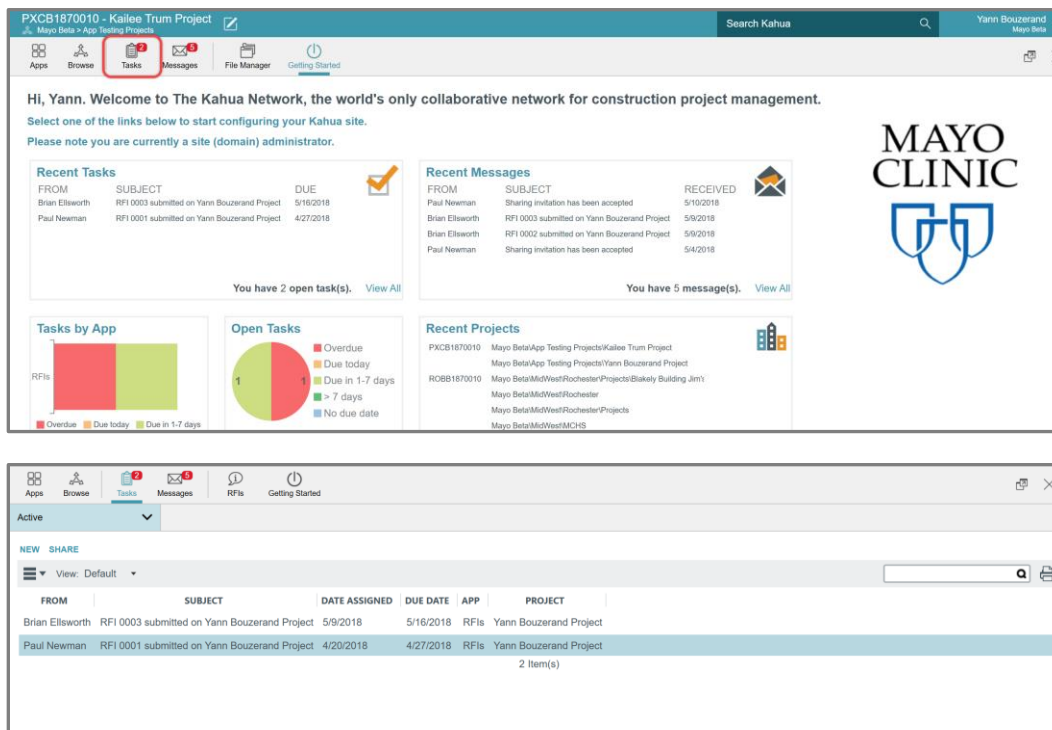 PXCB1870010 - Kailee Trum Project
Search Kahua
Yann Bouzerand
Mayo Beta > App Testing Projects
Mayo Beta
2
5
Apps
Browse
Tasks
Messages
File Manager
Getting Started
Hi, Yann. Welcome to The Kahua Network, the world's only collaborative network for construction project management.
Select one of the links below to start configuring your Kahua site.
Please note you are currently a site (domain) administrator.
MAYO
CLINIC
Recent Tasks
FROM SUBJECT DUE
Brian Ellsworth RFI 0003 submitted on Yann Bouzerand Project 5/16/2018
Paul Newman RFI 0001 submitted on Yann Bouzerand Project 4/27/2018
You have 2 open task(s). View All
Recent Messages
FROM SUBJECT RECEIVED
Paul Newman Sharing invitation has been accepted 5/10/2018
Brian Ellsworth RFI 0003 submitted on Yann Bouzerand Project 5/9/2018
Brian Ellsworth RFI 0002 submitted on Yann Bouzerand Project 5/9/2018
Paul Newman Sharing invitation has been accepted 5/4/2018
You have 5 message(s). View All
Tasks by App
RFIs
Overdue Due today Due in 1-7 days
Open Tasks
1 1
Overdue
Due today
Due in 1-7 days
> 7 days
No due date
Recent Projects
PXCB1870010 Mayo Beta\App Testing Projects\Kailee Trum Project
Mayo Beta\App Testing Projects\Yann Bouzerand Project
ROBB1870010 Mayo Beta\MidWest\Rochester\Projects\Blakely Building Jim's
Mayo Beta\MidWest\Rochester
Mayo Beta\MidWest\Rochester\Projects
Mayo Beta\MidWest\MCHS
2
5
Apps
Browse
Tasks
Messages
RFIs
Getting Started
Active
NEW SHARE
View: Default
FROM SUBJECT DATE ASSIGNED DUE DATE APP PROJECT
Brian Ellsworth RFI 0003 submitted on Yann Bouzerand Project 5/9/2018 5/16/2018 RFIs Yann Bouzerand Project
Paul Newman RFI 0001 submitted on Yann Bouzerand Project 4/20/2018 4/27/2018 RFIs Yann Bouzerand Project
2 Item(s)